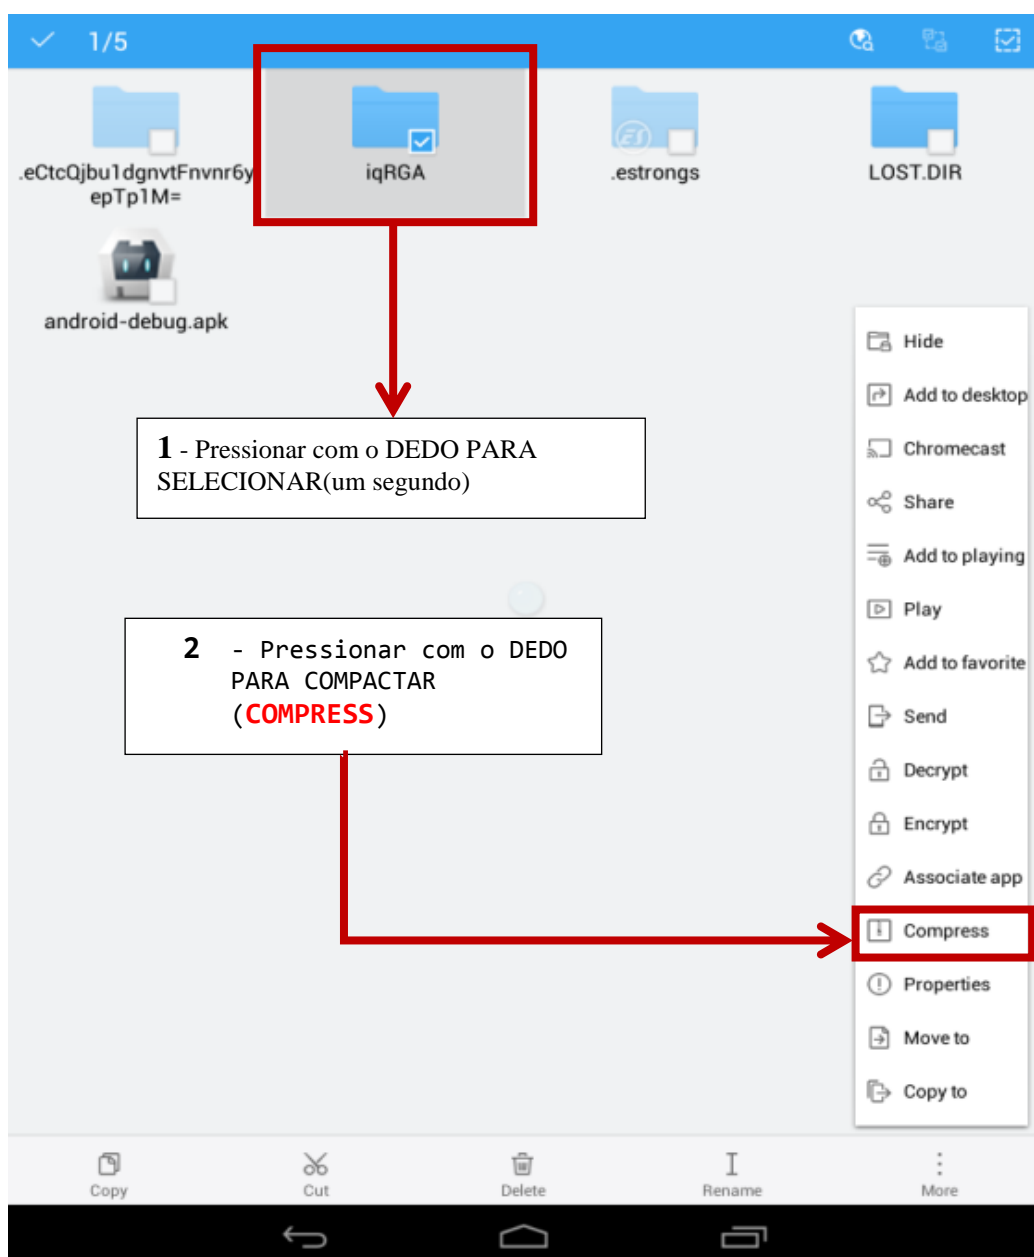 1/5
.eCtcQjbu1dgnvtFnvnr6y
epTp1M=
iqRGA
ES
.estrongs
LOST.DIR
android-debug.apk
1 - Pressionar com o DEDO PARA
SELECIONAR(um segundo)
2 - Pressionar com o DEDO
PARA COMPACTAR
(COMPRESS)
Hide
Add to desktop
Chromecast
Share
Add to playing
Play
Add to favorite
Send
Decrypt
Encrypt
Associate app
Compress
Properties
Move to
Copy to
Copy
Cut
Delete
Rename
More